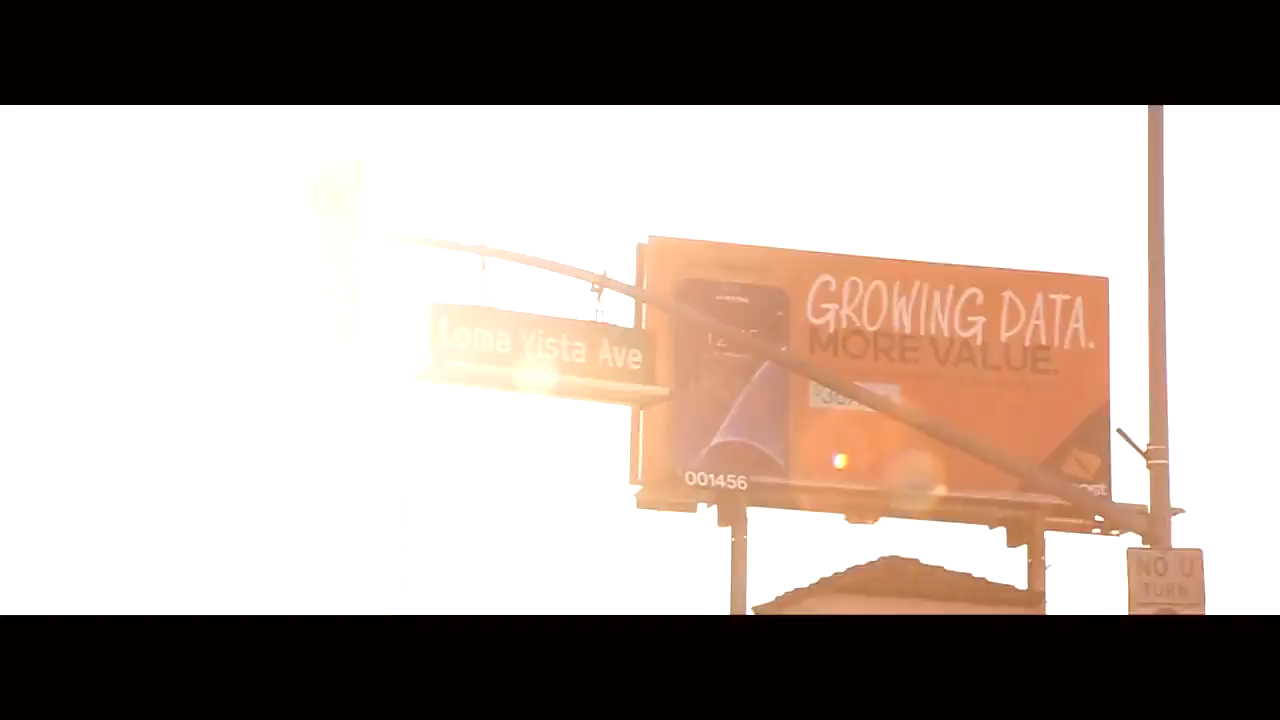 Loma Vista Ave
GROWING DATA.
MORE VALUE.
001456
NO U
TURN